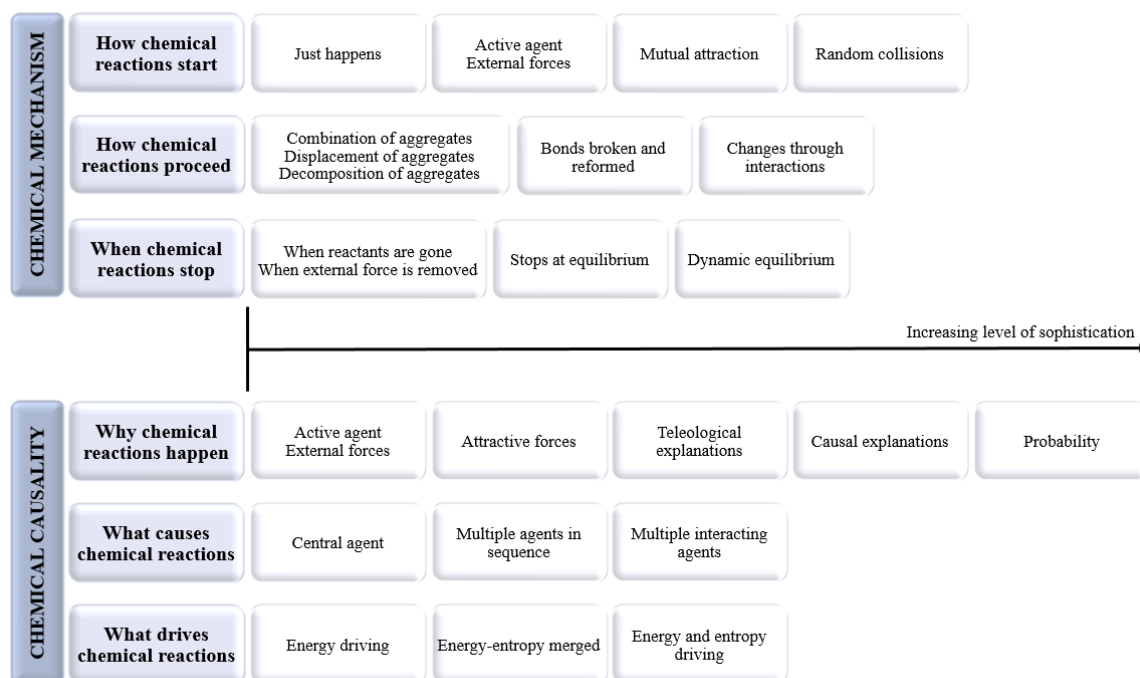 CHEMICAL MECHANISM
How chemical
reactions start
Just happens
Active agent
External forces
Mutual attraction
Random collisions
How chemical
reactions proceed
Combination of aggregates
Displacement of aggregates
Decomposition of aggregates
Bonds broken and
reformed
Changes through
interactions
When chemical
reactions stop
When reactants are gone
When external force is removed
Stops at equilibrium
Dynamic equilibrium
Increasing level of sophistication
CHEMICAL CAUSALITY
Why chemical
reactions happen
Active agent
External forces
Attractive forces
Teleological
explanations
Causal explanations
Probability
What causes
chemical reactions
Central agent
Multiple agents in
sequence
Multiple interacting
agents
What drives
chemical reactions
Energy driving
Energy-entropy merged
Energy and entropy
driving